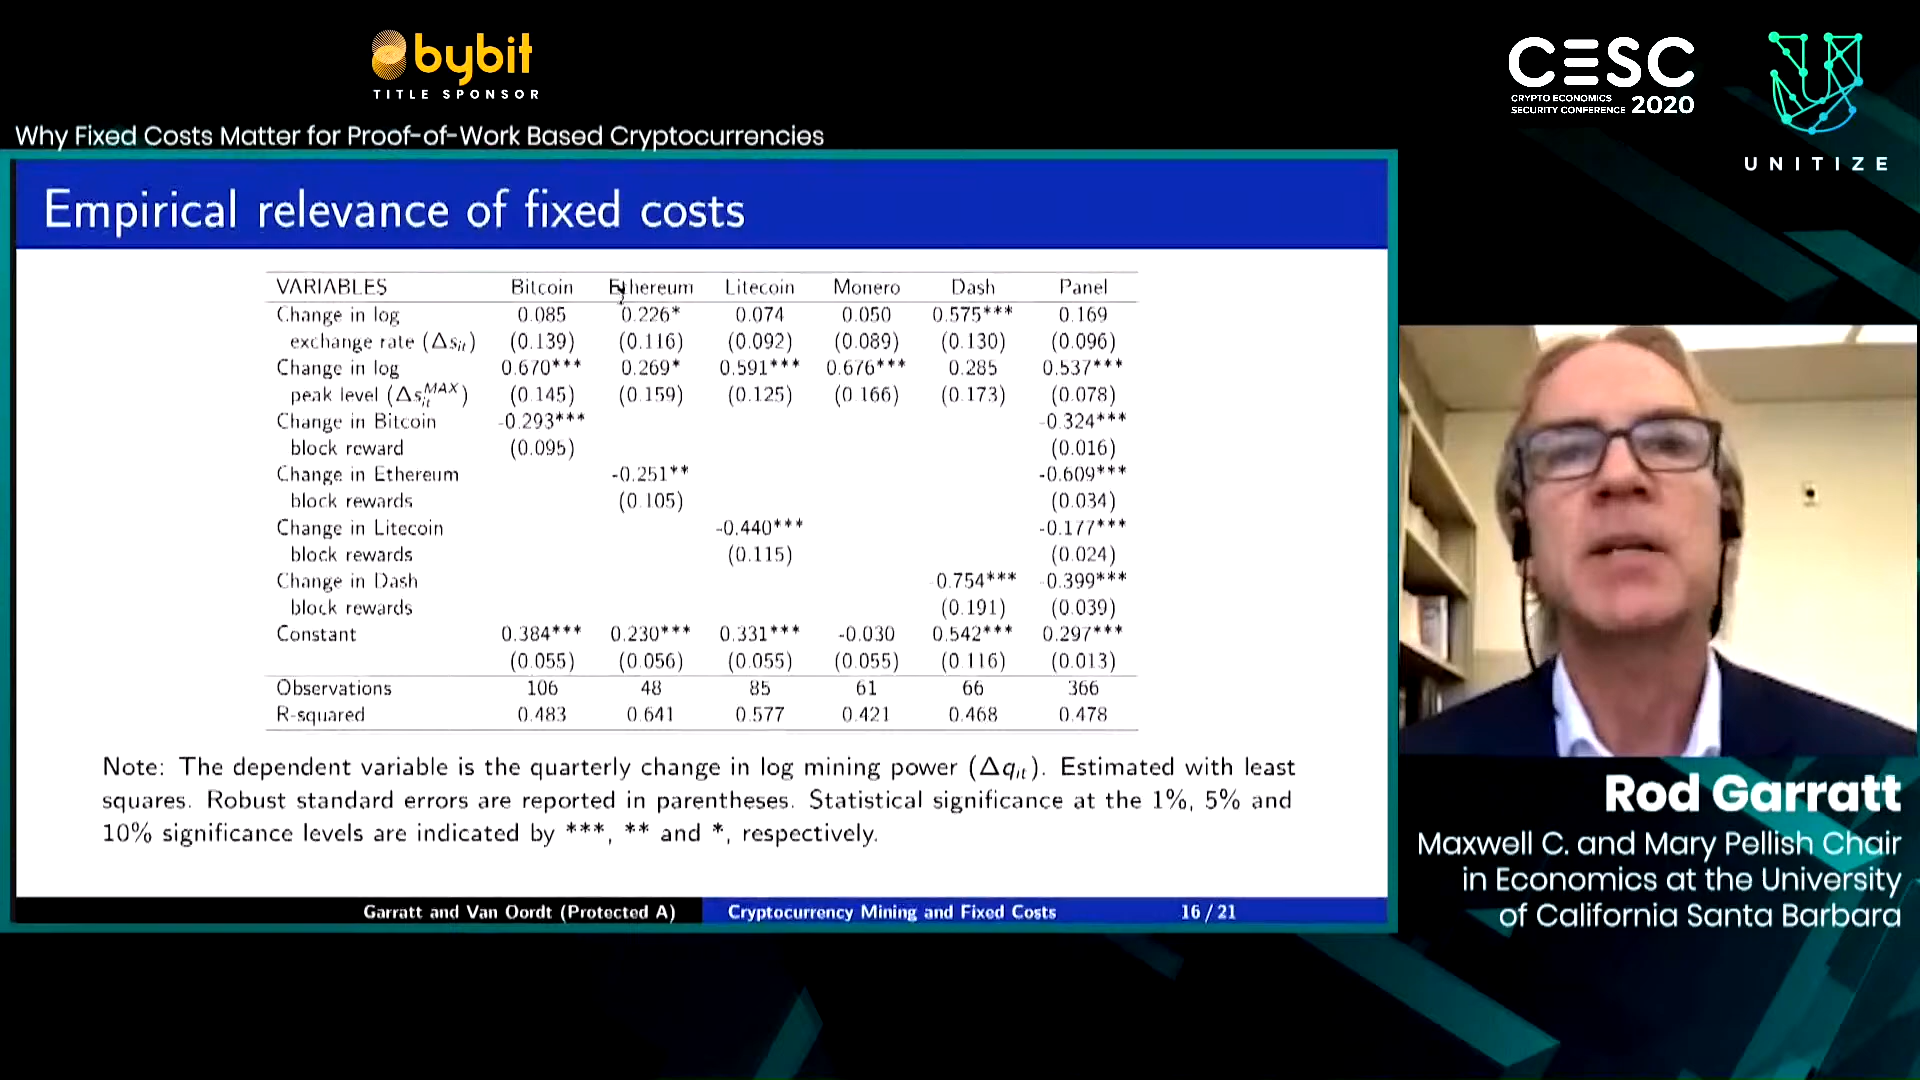 bybit
TITLE SPONSOR
CESC
CRYPTO ECONOMICS
SECURITY CONFERENCE 2020
UNITIZE
Why Fixed Costs Matter for Proof-of-Work Based Cryptocurrencies
Empirical relevance of fixed costs
VARIABLES Bitcoin Ethereum Litecoin Monero Dash Panel
Change in log 0.085 0.226* 0.074 0.050 0.575*** 0.169
exchange rate (Δsᵢₜ) (0.139) (0.116) (0.092) (0.089) (0.130) (0.096)
Change in log 0.670*** 0.269* 0.591*** 0.676*** 0.285 0.537***
peak level (Δsᵢₜ^MAX) (0.145) (0.159) (0.125) (0.166) (0.173) (0.078)
Change in Bitcoin -0.293*** -0.324***
block reward (0.095) (0.016)
Change in Ethereum -0.251** -0.609***
block rewards (0.105) (0.034)
Change in Litecoin -0.440*** -0.177***
block rewards (0.115) (0.024)
Change in Dash -0.754*** -0.399***
block rewards (0.191) (0.039)
Constant 0.384*** 0.230*** 0.331*** -0.030 0.542*** 0.297***
(0.055) (0.056) (0.055) (0.055) (0.116) (0.013)
Observations 106 48 85 61 66 366
R-squared 0.483 0.641 0.577 0.421 0.468 0.478
Note: The dependent variable is the quarterly change in log mining power (Δqᵢₜ). Estimated with least
squares. Robust standard errors are reported in parentheses. Statistical significance at the 1%, 5% and
10% significance levels are indicated by ***, ** and *, respectively.
Garratt and Van Oordt (Protected A) Cryptocurrency Mining and Fixed Costs 16 / 21
Rod Garratt
Maxwell C. and Mary Pellish Chair
in Economics at the University
of California Santa Barbara